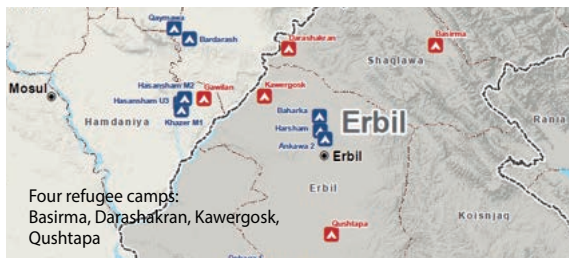 Qaymawa
Bardarash
Darashakran
Basirma
Shaqlawa
Mosul
Hasansham M2
Gawilan
Kawergosk
Hasansham U3
Khazer M1
Hamdaniya
Baharka
Harsham
Erbil
Ankawa 2
Erbil
Rania
Erbil
Koisnjaq
Four refugee camps:
Basirma, Darashakran, Kawergosk,
Qushtapa
Qushtapa